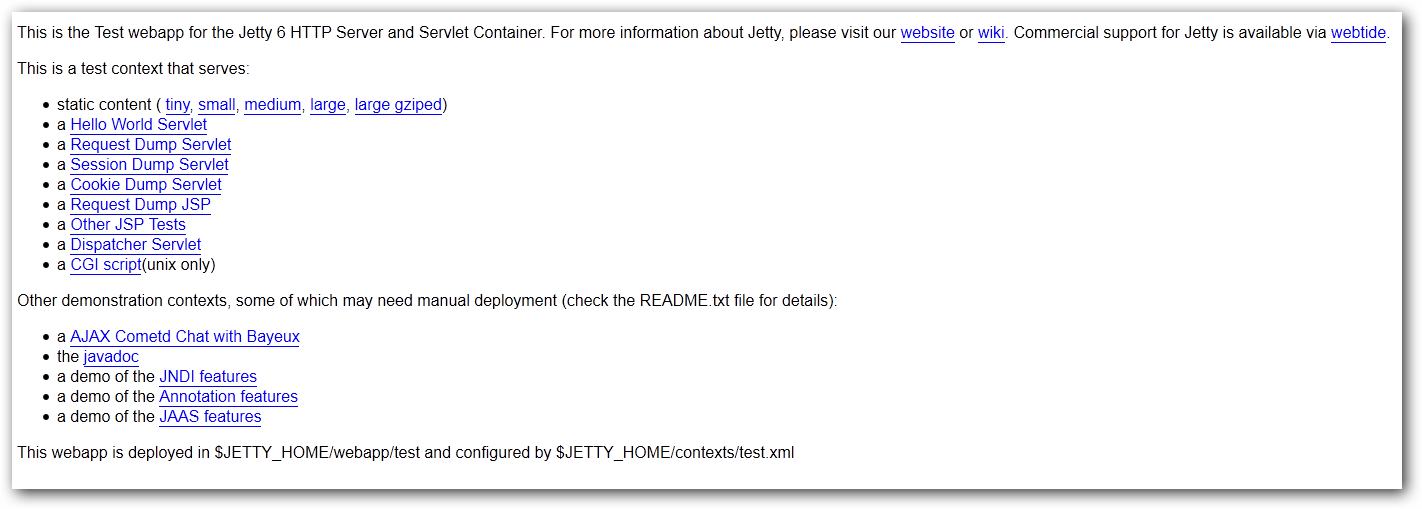 This is the Test webapp for the Jetty 6 HTTP Server and Servlet Container. For more information about Jetty, please visit our website or wiki. Commercial support for Jetty is available via webtide.
This is a test context that serves:
• static content ( tiny, small, medium, large, large gziped)
• a Hello World Servlet
• a Request Dump Servlet
• a Session Dump Servlet
• a Cookie Dump Servlet
• a Request Dump JSP
• a Other JSP Tests
• a Dispatcher Servlet
• a CGI script(unix only)
Other demonstration contexts, some of which may need manual deployment (check the README.txt file for details):
• a AJAX Cometd Chat with Bayeux
• the javadoc
• a demo of the JNDI features
• a demo of the Annotation features
• a demo of the JAAS features
This webapp is deployed in $JETTY_HOME/webapp/test and configured by $JETTY_HOME/contexts/test.xml